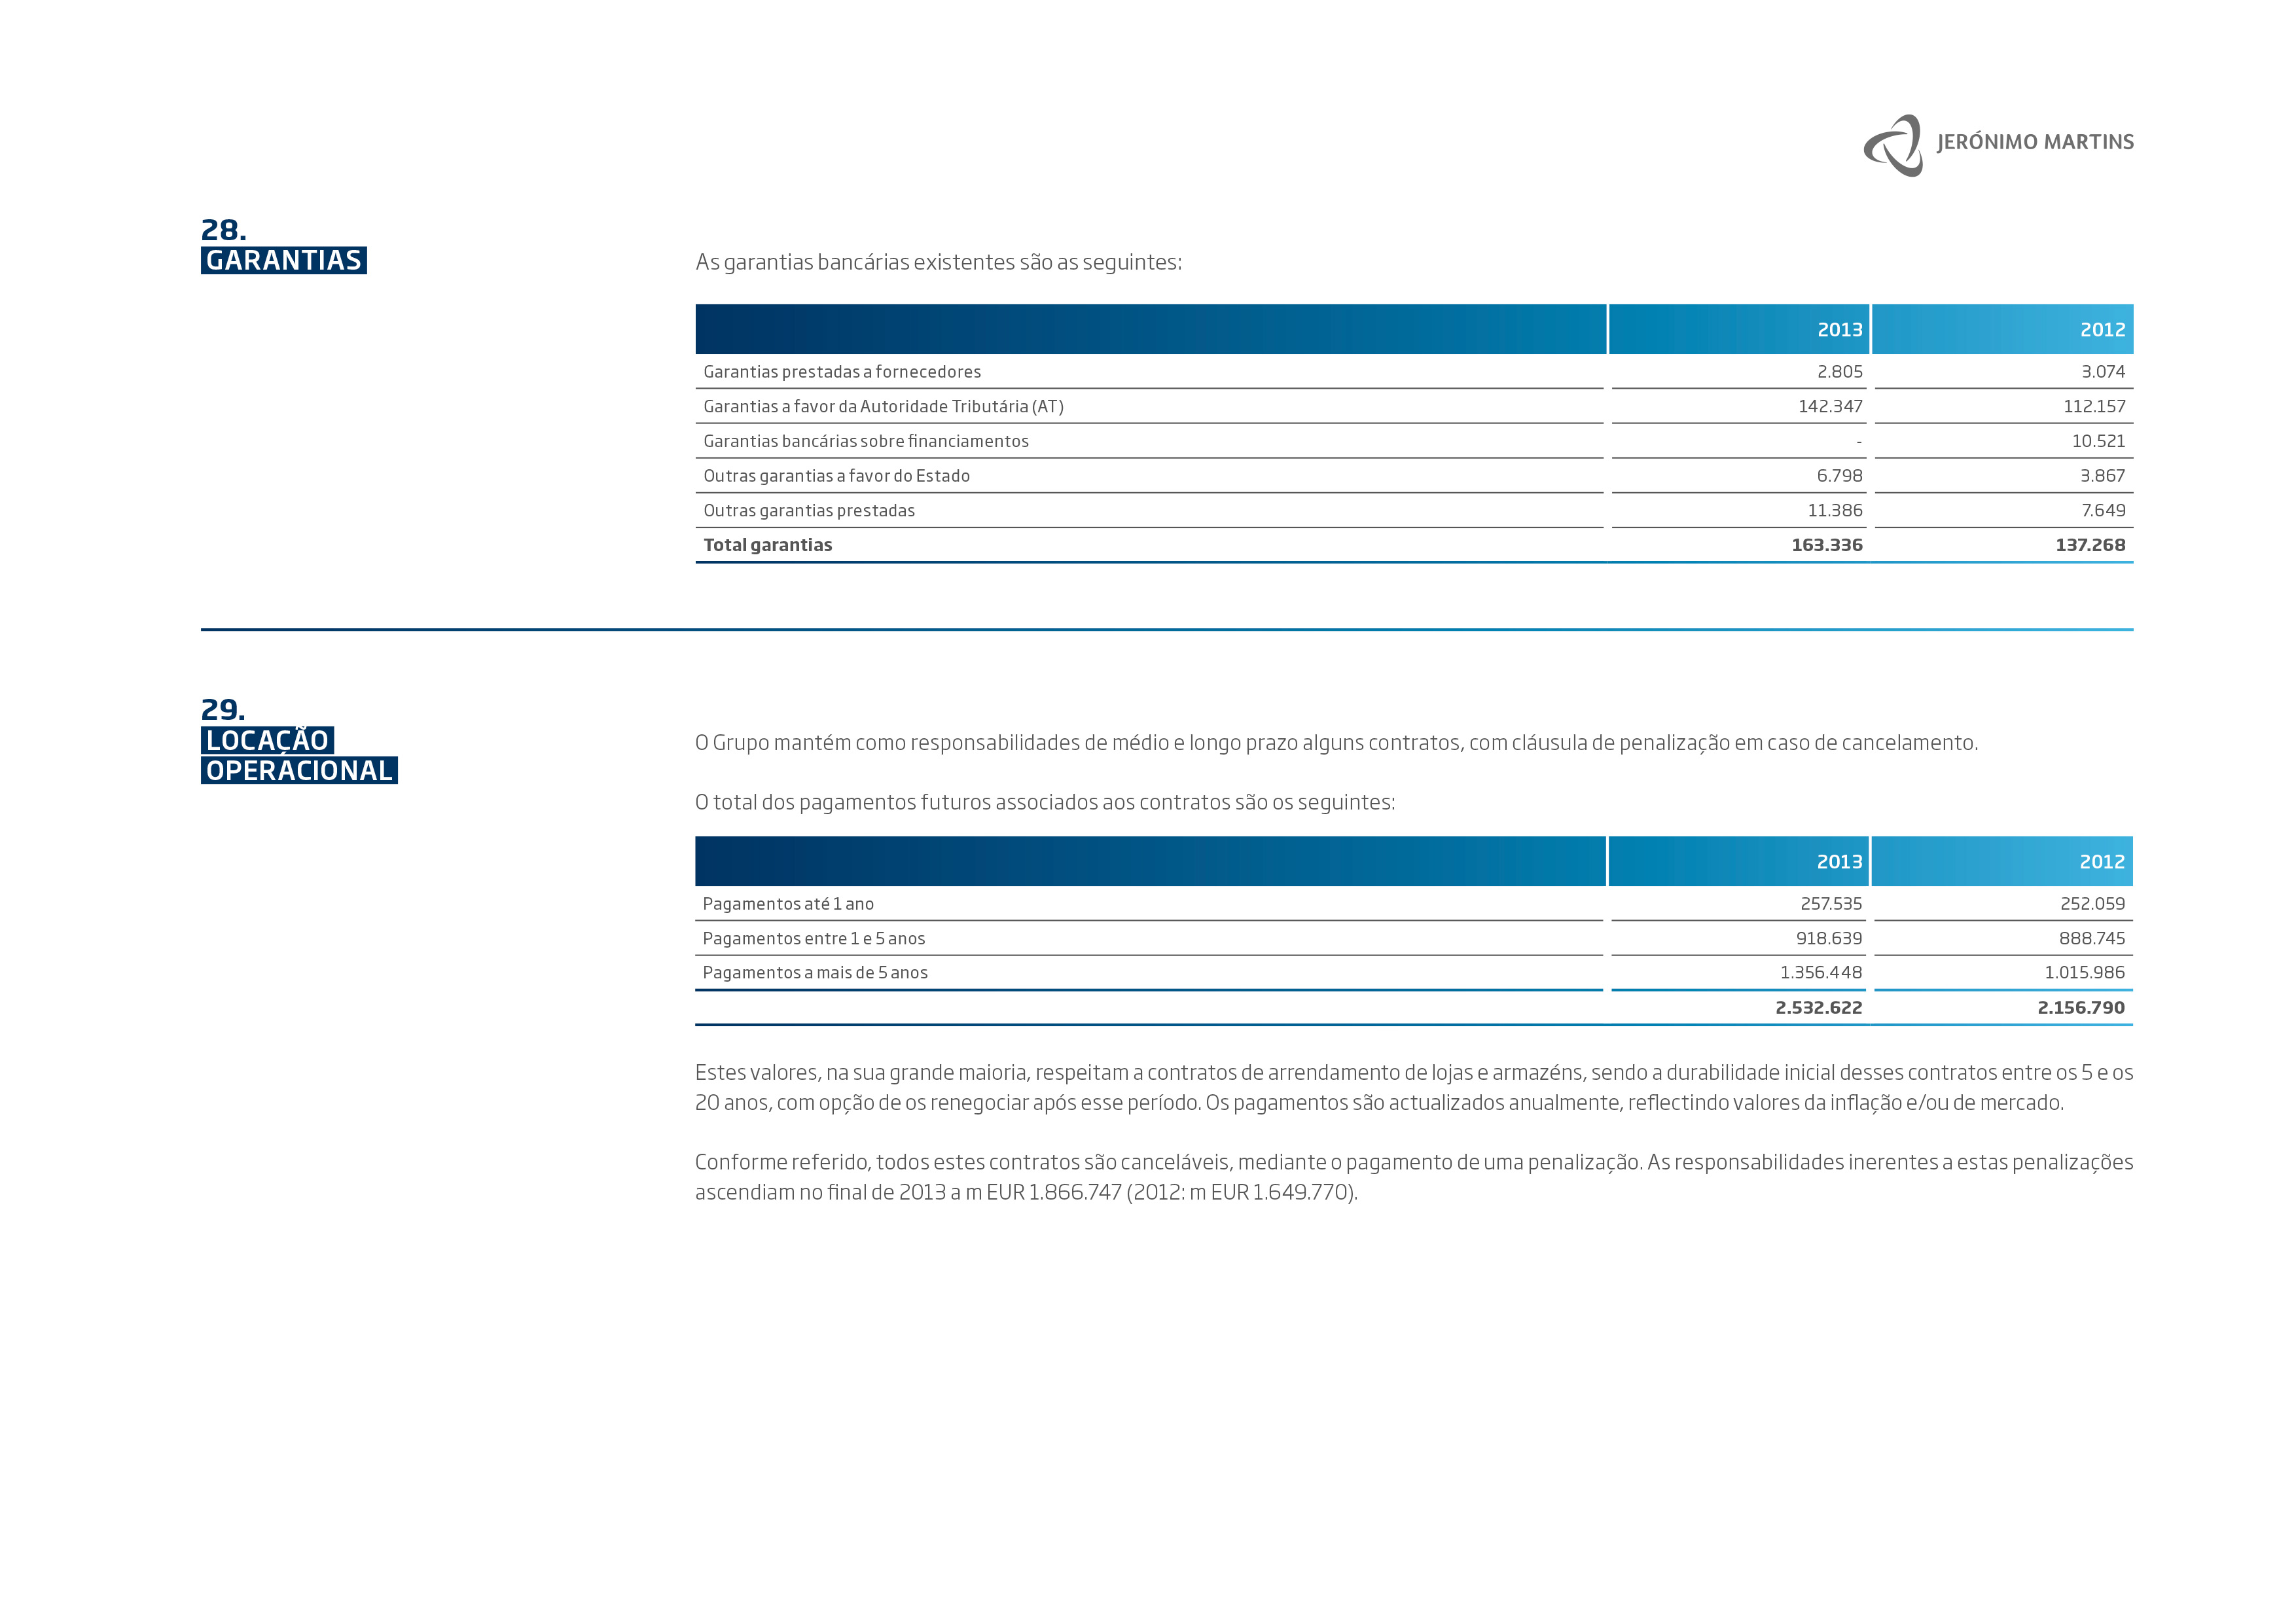 JERÓNIMO MARTINS
28.
GARANTIAS
As garantias bancárias existentes são as seguintes:
2013 2012
Garantias prestadas a fornecedores 2.805 3.074
Garantias a favor da Autoridade Tributária (AT) 142.347 112.157
Garantias bancárias sobre financiamentos - 10.521
Outras garantias a favor do Estado 6.798 3.867
Outras garantias prestadas 11.386 7.649
Total garantias 163.336 137.268
29.
LOCAÇÃO
OPERACIONAL
O Grupo mantém como responsabilidades de médio e longo prazo alguns contratos, com cláusula de penalização em caso de cancelamento.
O total dos pagamentos futuros associados aos contratos são os seguintes:
2013 2012
Pagamentos até 1 ano 257.535 252.059
Pagamentos entre 1 e 5 anos 918.639 888.745
Pagamentos a mais de 5 anos 1.356.448 1.015.986
2.532.622 2.156.790
Estes valores, na sua grande maioria, respeitam a contratos de arrendamento de lojas e armazéns, sendo a durabilidade inicial desses contratos entre os 5 e os
20 anos, com opção de os renegociar após esse período. Os pagamentos são actualizados anualmente, reflectindo valores da inflação e/ou de mercado.
Conforme referido, todos estes contratos são canceláveis, mediante o pagamento de uma penalização. As responsabilidades inerentes a estas penalizações
ascendiam no final de 2013 a m EUR 1.866.747 (2012: m EUR 1.649.770).